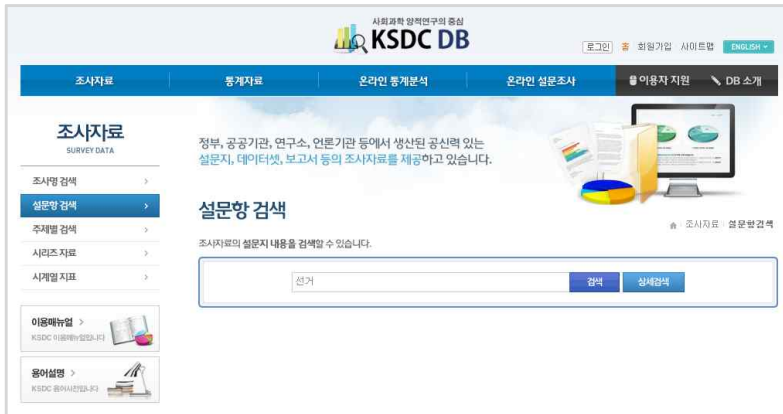 사회과학 양적연구의 중심
KSDC DB
로그인 홈 회원가입 사이트맵 ENGLISH
조사자료 통계자료 온라인 통계분석 온라인 설문조사 이용자 지원 DB 소개
조사자료
SURVEY DATA
정부, 공공기관, 연구소, 언론기관 등에서 생산된 공신력 있는
설문지, 데이터셋, 보고서 등의 조사자료를 제공하고 있습니다.
조사명 검색
설문항 검색
주제별 검색
시리즈 자료
시계열 지표
설문항 검색
조사자료 설문항검색
조사자료의 설문지 내용을 검색할 수 있습니다.
선거 검색 상세검색
이용매뉴얼
KSDC 이용매뉴얼입니다
용어설명
KSDC 용어사전입니다